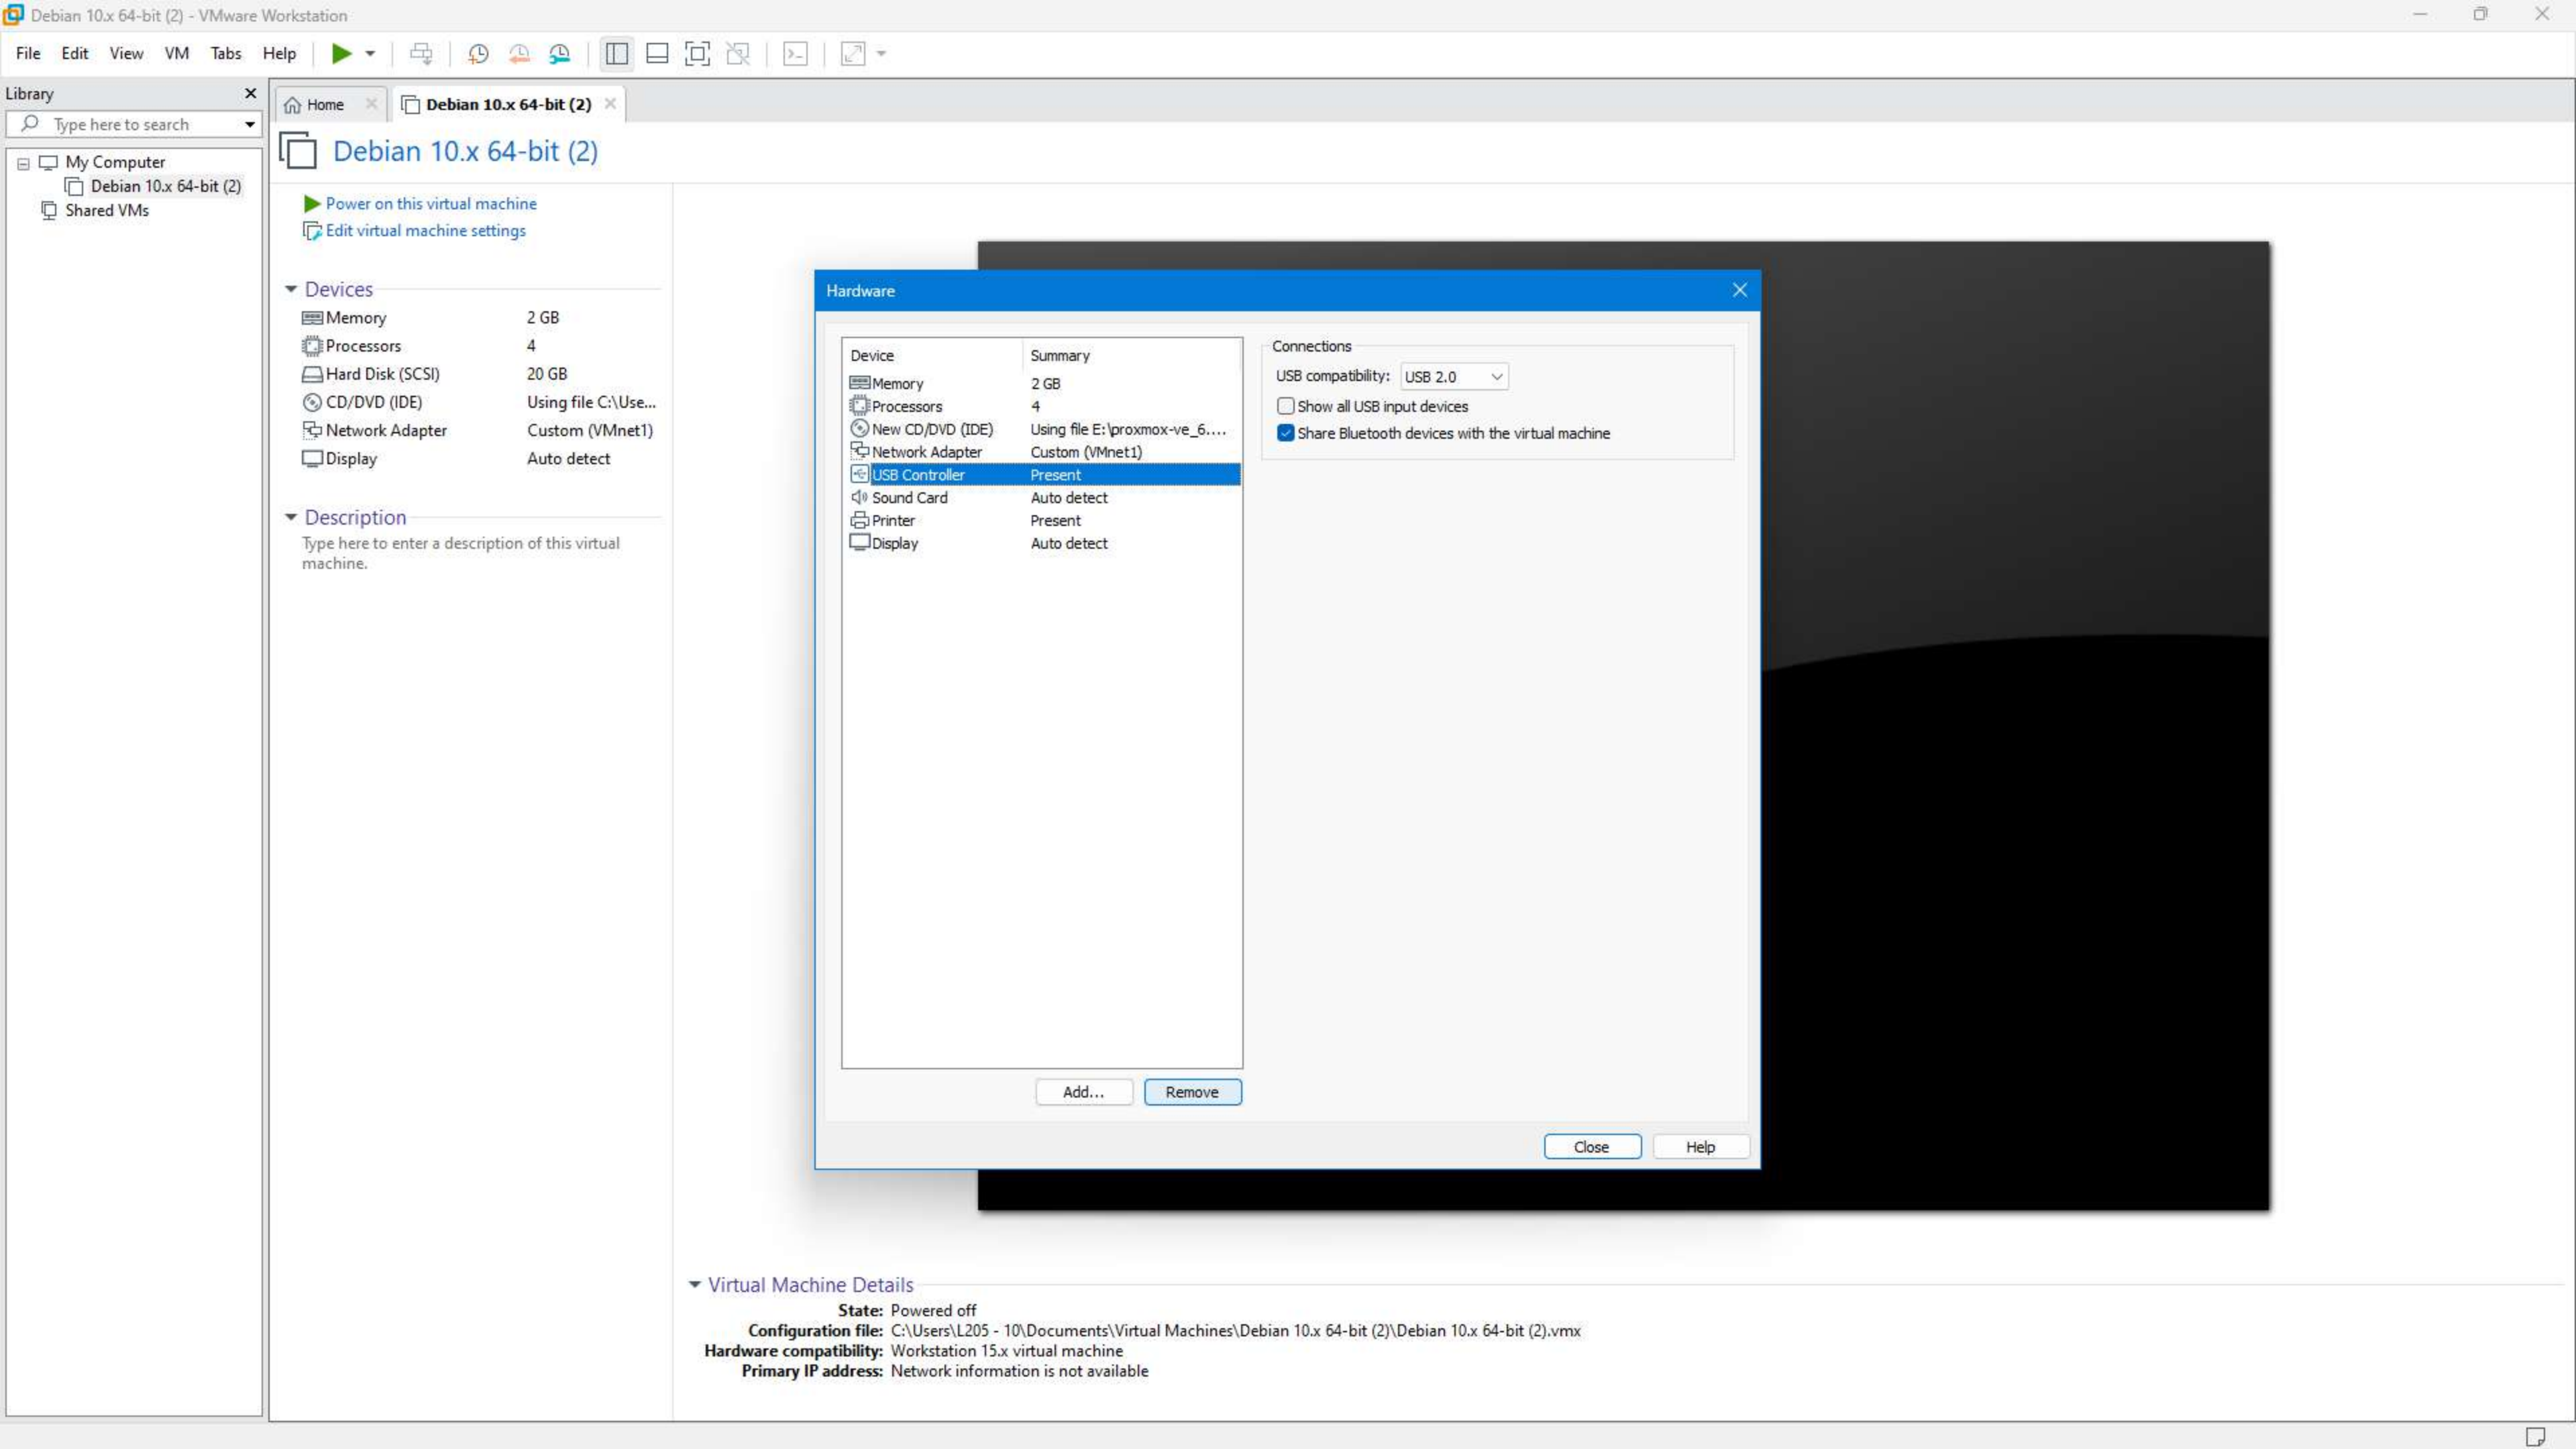 Debian 10.x 64-bit (2) - VMware Workstation
File Edit View VM Tabs Help
Library
Type here to search
My Computer
Debian 10.x 64-bit (2)
Shared VMs
Home
Debian 10.x 64-bit (2)
Debian 10.x 64-bit (2)
Power on this virtual machine
Edit virtual machine settings
Devices
Memory 2 GB
Processors 4
Hard Disk (SCSI) 20 GB
CD/DVD (IDE) Using file C:\Use...
Network Adapter Custom (VMnet1)
Display Auto detect
Description
Type here to enter a description of this virtual
machine.
Hardware
Device Summary
Memory 2 GB
Processors 4
New CD/DVD (IDE) Using file E:\proxmox-ve_6....
Network Adapter Custom (VMnet1)
USB Controller Present
Sound Card Auto detect
Printer Present
Display Auto detect
Add... Remove
Connections
USB compatibility: USB 2.0
Show all USB input devices
Share Bluetooth devices with the virtual machine
Close Help
Virtual Machine Details
State: Powered off
Configuration file: C:\Users\L205 - 10\Documents\Virtual Machines\Debian 10.x 64-bit (2)\Debian 10.x 64-bit (2).vmx
Hardware compatibility: Workstation 15.x virtual machine
Primary IP address: Network information is not available